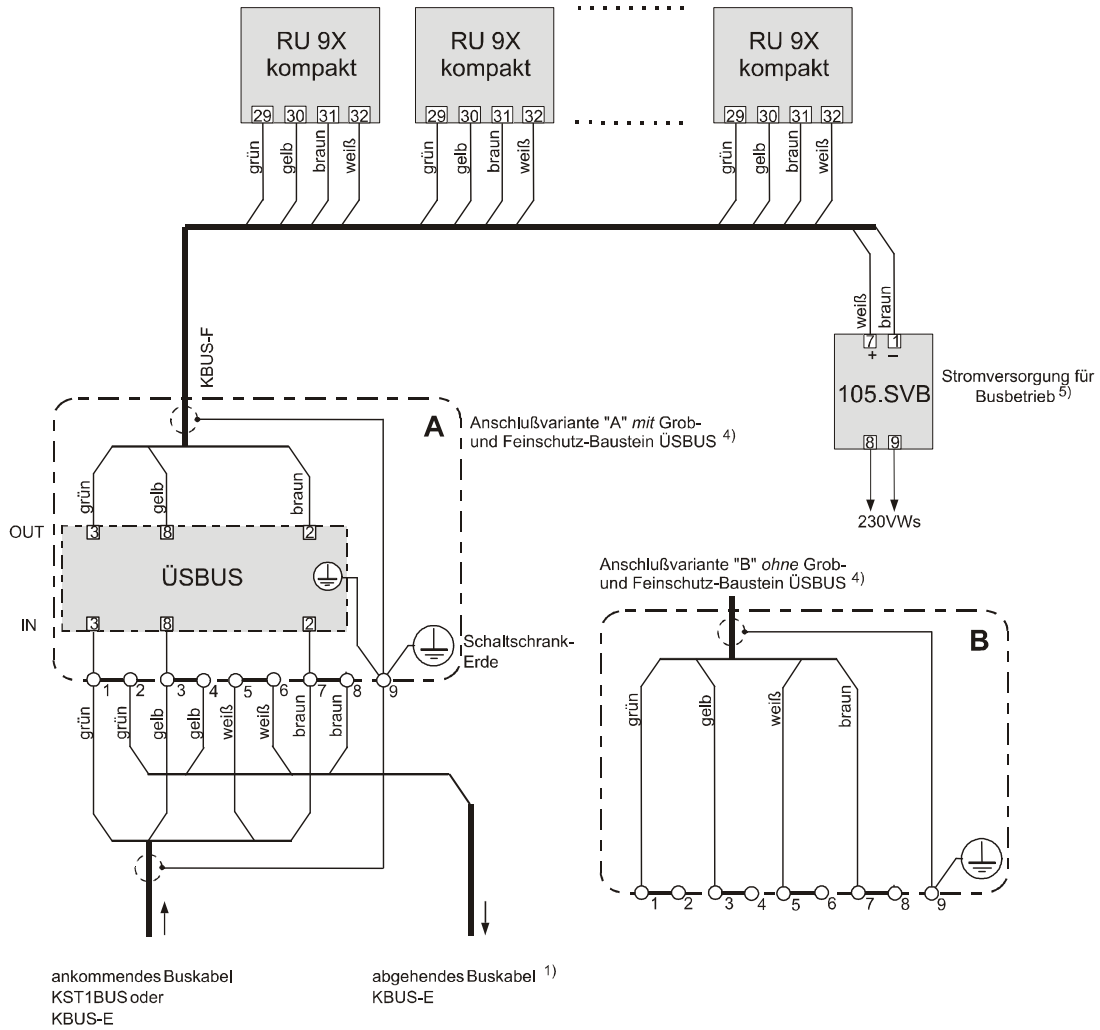 RU 9X
kompakt
29 30 31 32
grün gelb braun weiß
RU 9X
kompakt
29 30 31 32
grün gelb braun weiß
RU 9X
kompakt
29 30 31 32
grün gelb braun weiß
KBUS-F
weiß braun
7 1
+ –
105.SVB
8 9
230VWs
Stromversorgung für
Busbetrieb 5)
A
Anschlußvariante "A" mit Grob-
und Feinschutz-Baustein ÜSBUS 4)
grün gelb braun
OUT
3 8 2
ÜSBUS
IN
3 8 2
Schaltschrank-
Erde
1 2 3 4 5 6 7 8 9
grün grün gelb gelb weiß weiß braun braun
ankommendes Buskabel
KST1BUS oder
KBUS-E
abgehendes Buskabel 1)
KBUS-E
Anschlußvariante "B" ohne Grob-
und Feinschutz-Baustein ÜSBUS 4)
B
grün gelb weiß braun
1 2 3 4 5 6 7 8 9